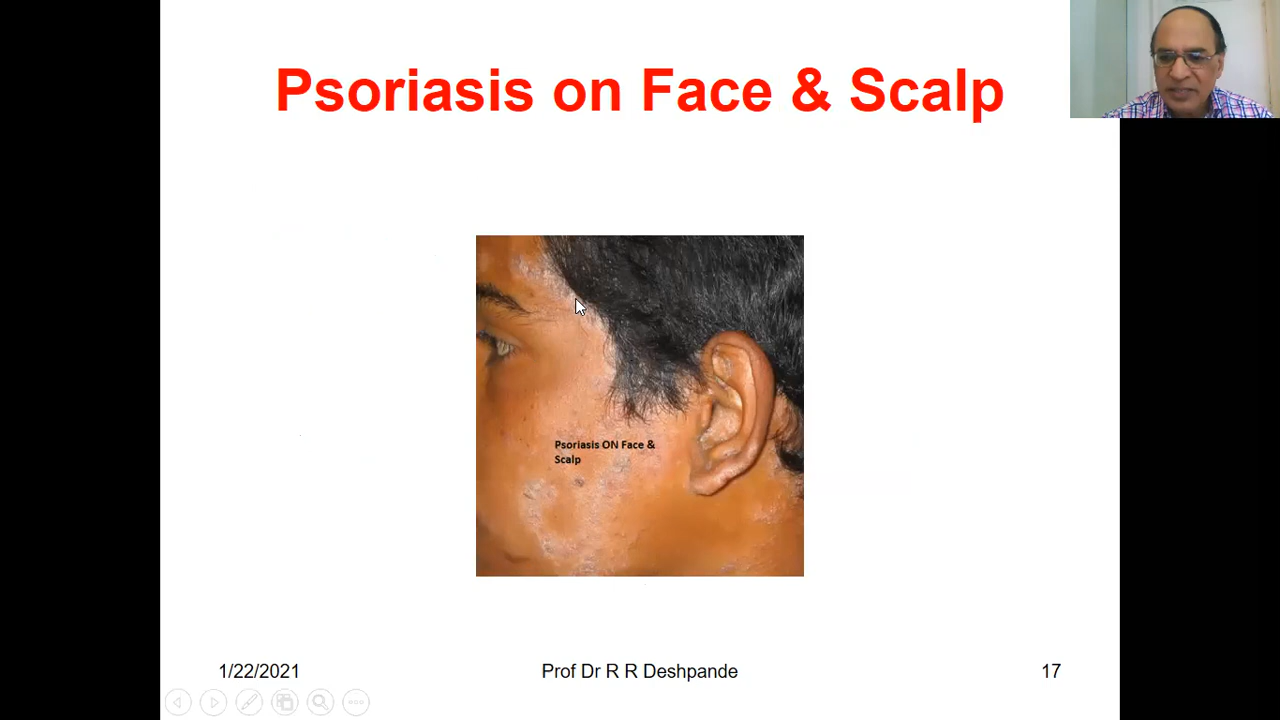 Psoriasis on Face & Scalp
Psoriasis ON Face &
Scalp
1/22/2021
Prof Dr R R Deshpande
17